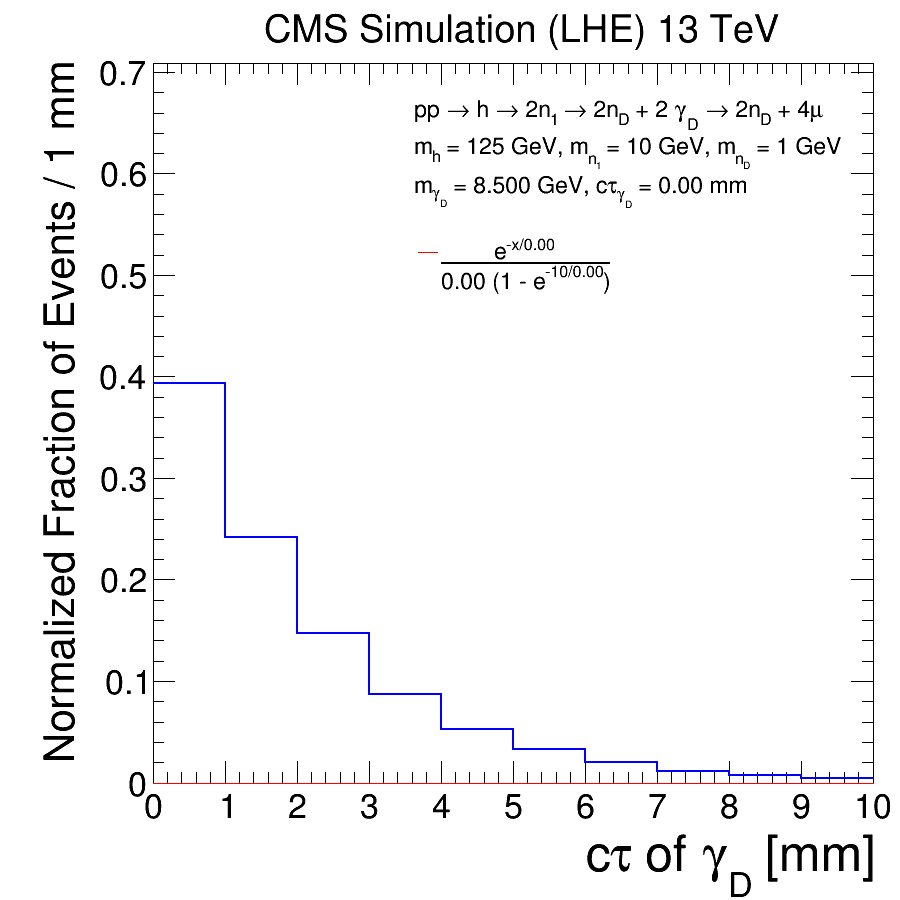 CMS Simulation (LHE) 13 TeV
Normalized Fraction of Events / 1 mm
0.7
0.6
0.5
0.4
0.3
0.2
0.1
0
pp → h → 2n1 → 2nD + 2 γD → 2nD + 4μ
mh = 125 GeV, mn1 = 10 GeV, mnD = 1 GeV
mγD = 8.500 GeV, cτγD = 0.00 mm
e-x/0.00
0.00 (1 - e-10/0.00)
0 1 2 3 4 5 6 7 8 9 10
cτ of γD [mm]